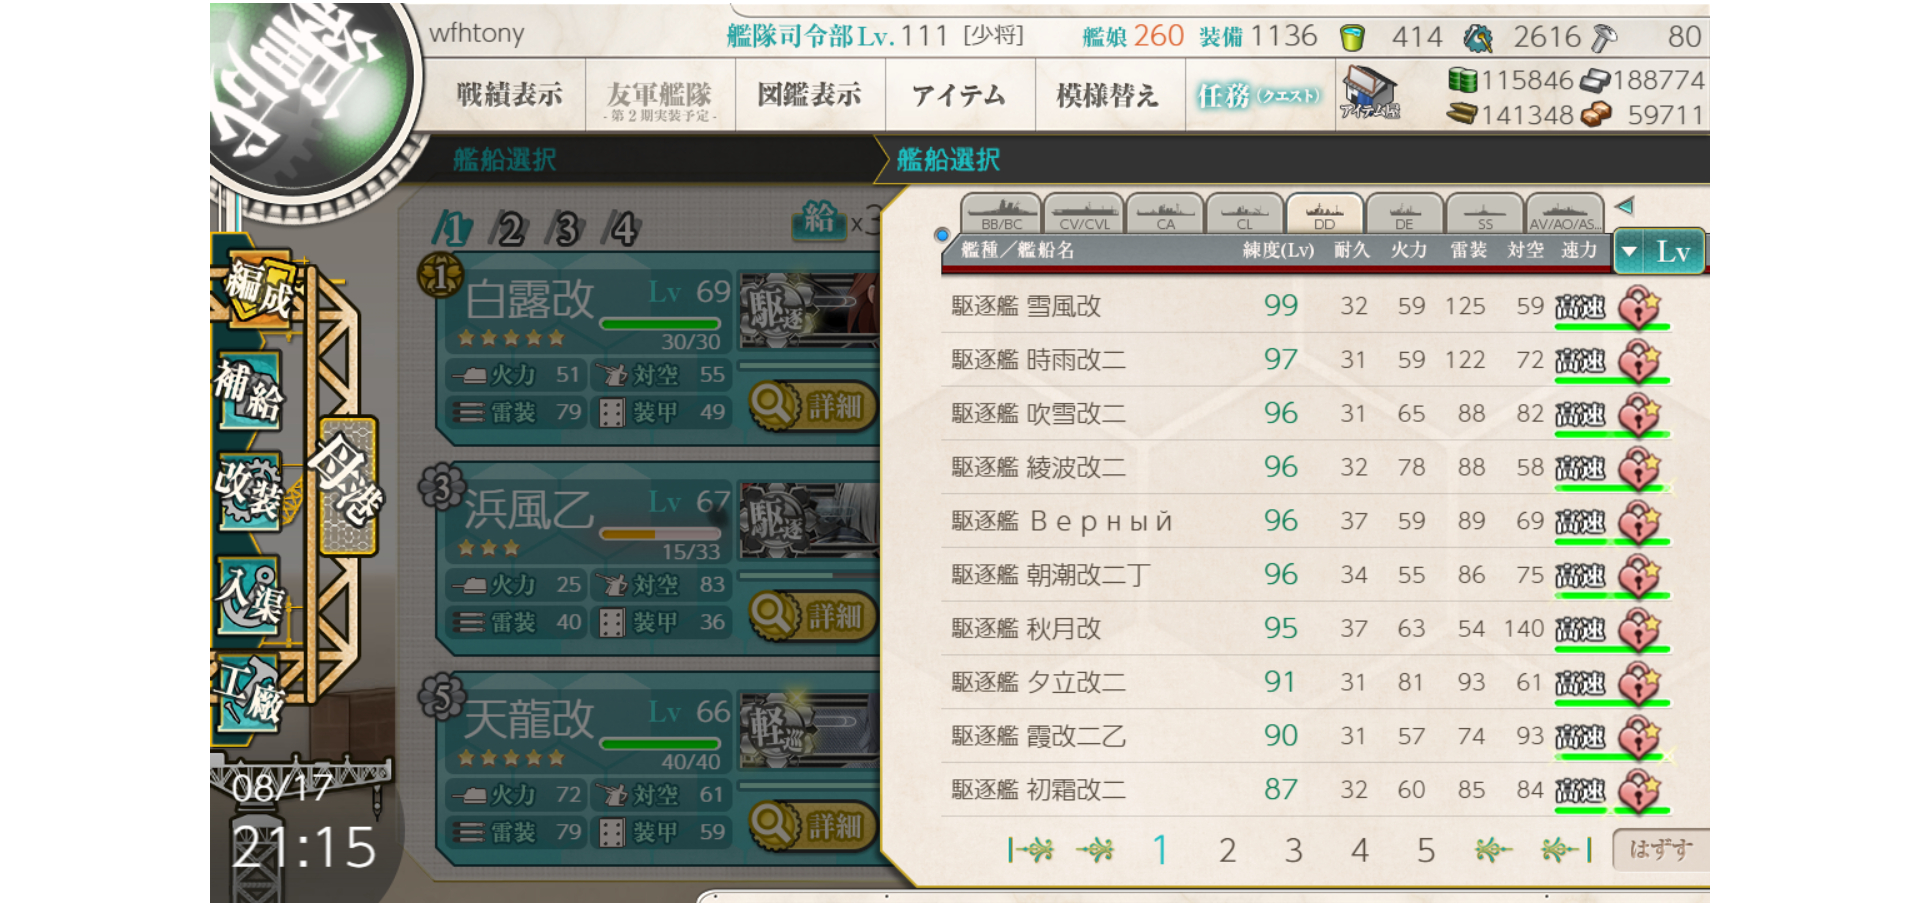 wfhtony 艦隊司令部Lv.111 [少将] 艦娘 260 装備 1136 414 2616 80
戦績表示 友軍艦隊 図鑑表示 アイテム 模様替え 任務(クエスト) アイテム屋 115846 188774
-第2期実装予定- 141348 59711
編成
艦船選択
艦船選択
1 2 3 4 給 x3
1 白露改 Lv 69 駆逐
30/30
火力 51 対空 55
雷装 79 装甲 49 詳細
3 浜風乙 Lv 67 駆逐
15/33
火力 25 対空 83
雷装 40 装甲 36 詳細
5 天龍改 Lv 66 軽巡
40/40
火力 72 対空 61
雷装 79 装甲 59 詳細
編成
補給
改装
母港
入渠
工廠
08/17
21:15
BB/BC CV/CVL CA CL DD DE SS AV/AO/AS...
艦種／艦船名 練度(Lv) 耐久 火力 雷装 対空 速力 Lv
駆逐艦 雪風改 99 32 59 125 59 高速
駆逐艦 時雨改二 97 31 59 122 72 高速
駆逐艦 吹雪改二 96 31 65 88 82 高速
駆逐艦 綾波改二 96 32 78 88 58 高速
駆逐艦 Верный 96 37 59 89 69 高速
駆逐艦 朝潮改二丁 96 34 55 86 75 高速
駆逐艦 秋月改 95 37 63 54 140 高速
駆逐艦 夕立改二 91 31 81 93 61 高速
駆逐艦 霞改二乙 90 31 57 74 93 高速
駆逐艦 初霜改二 87 32 60 85 84 高速
1 2 3 4 5 はずす